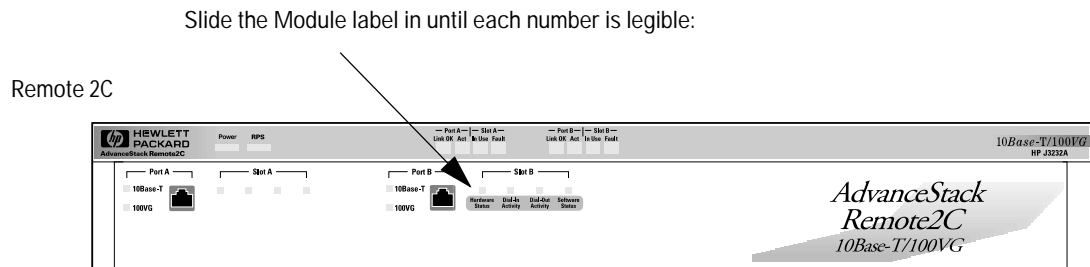 Slide the Module label in until each number is legible:
Remote 2C
hp HEWLETT PACKARD
AdvanceStack Remote2C
Power RPS
Port A Slot A
Link OK Act In Use Fault
Port B Slot B
Link OK Act In Use Fault
10Base-T/100VG
HP J3232A
Port A
10Base-T
100VG
Slot A
Port B
10Base-T
100VG
Slot B
Hardware Status Dial-In Activity Dial-Out Activity Software Status
AdvanceStack
Remote2C
10Base-T/100VG